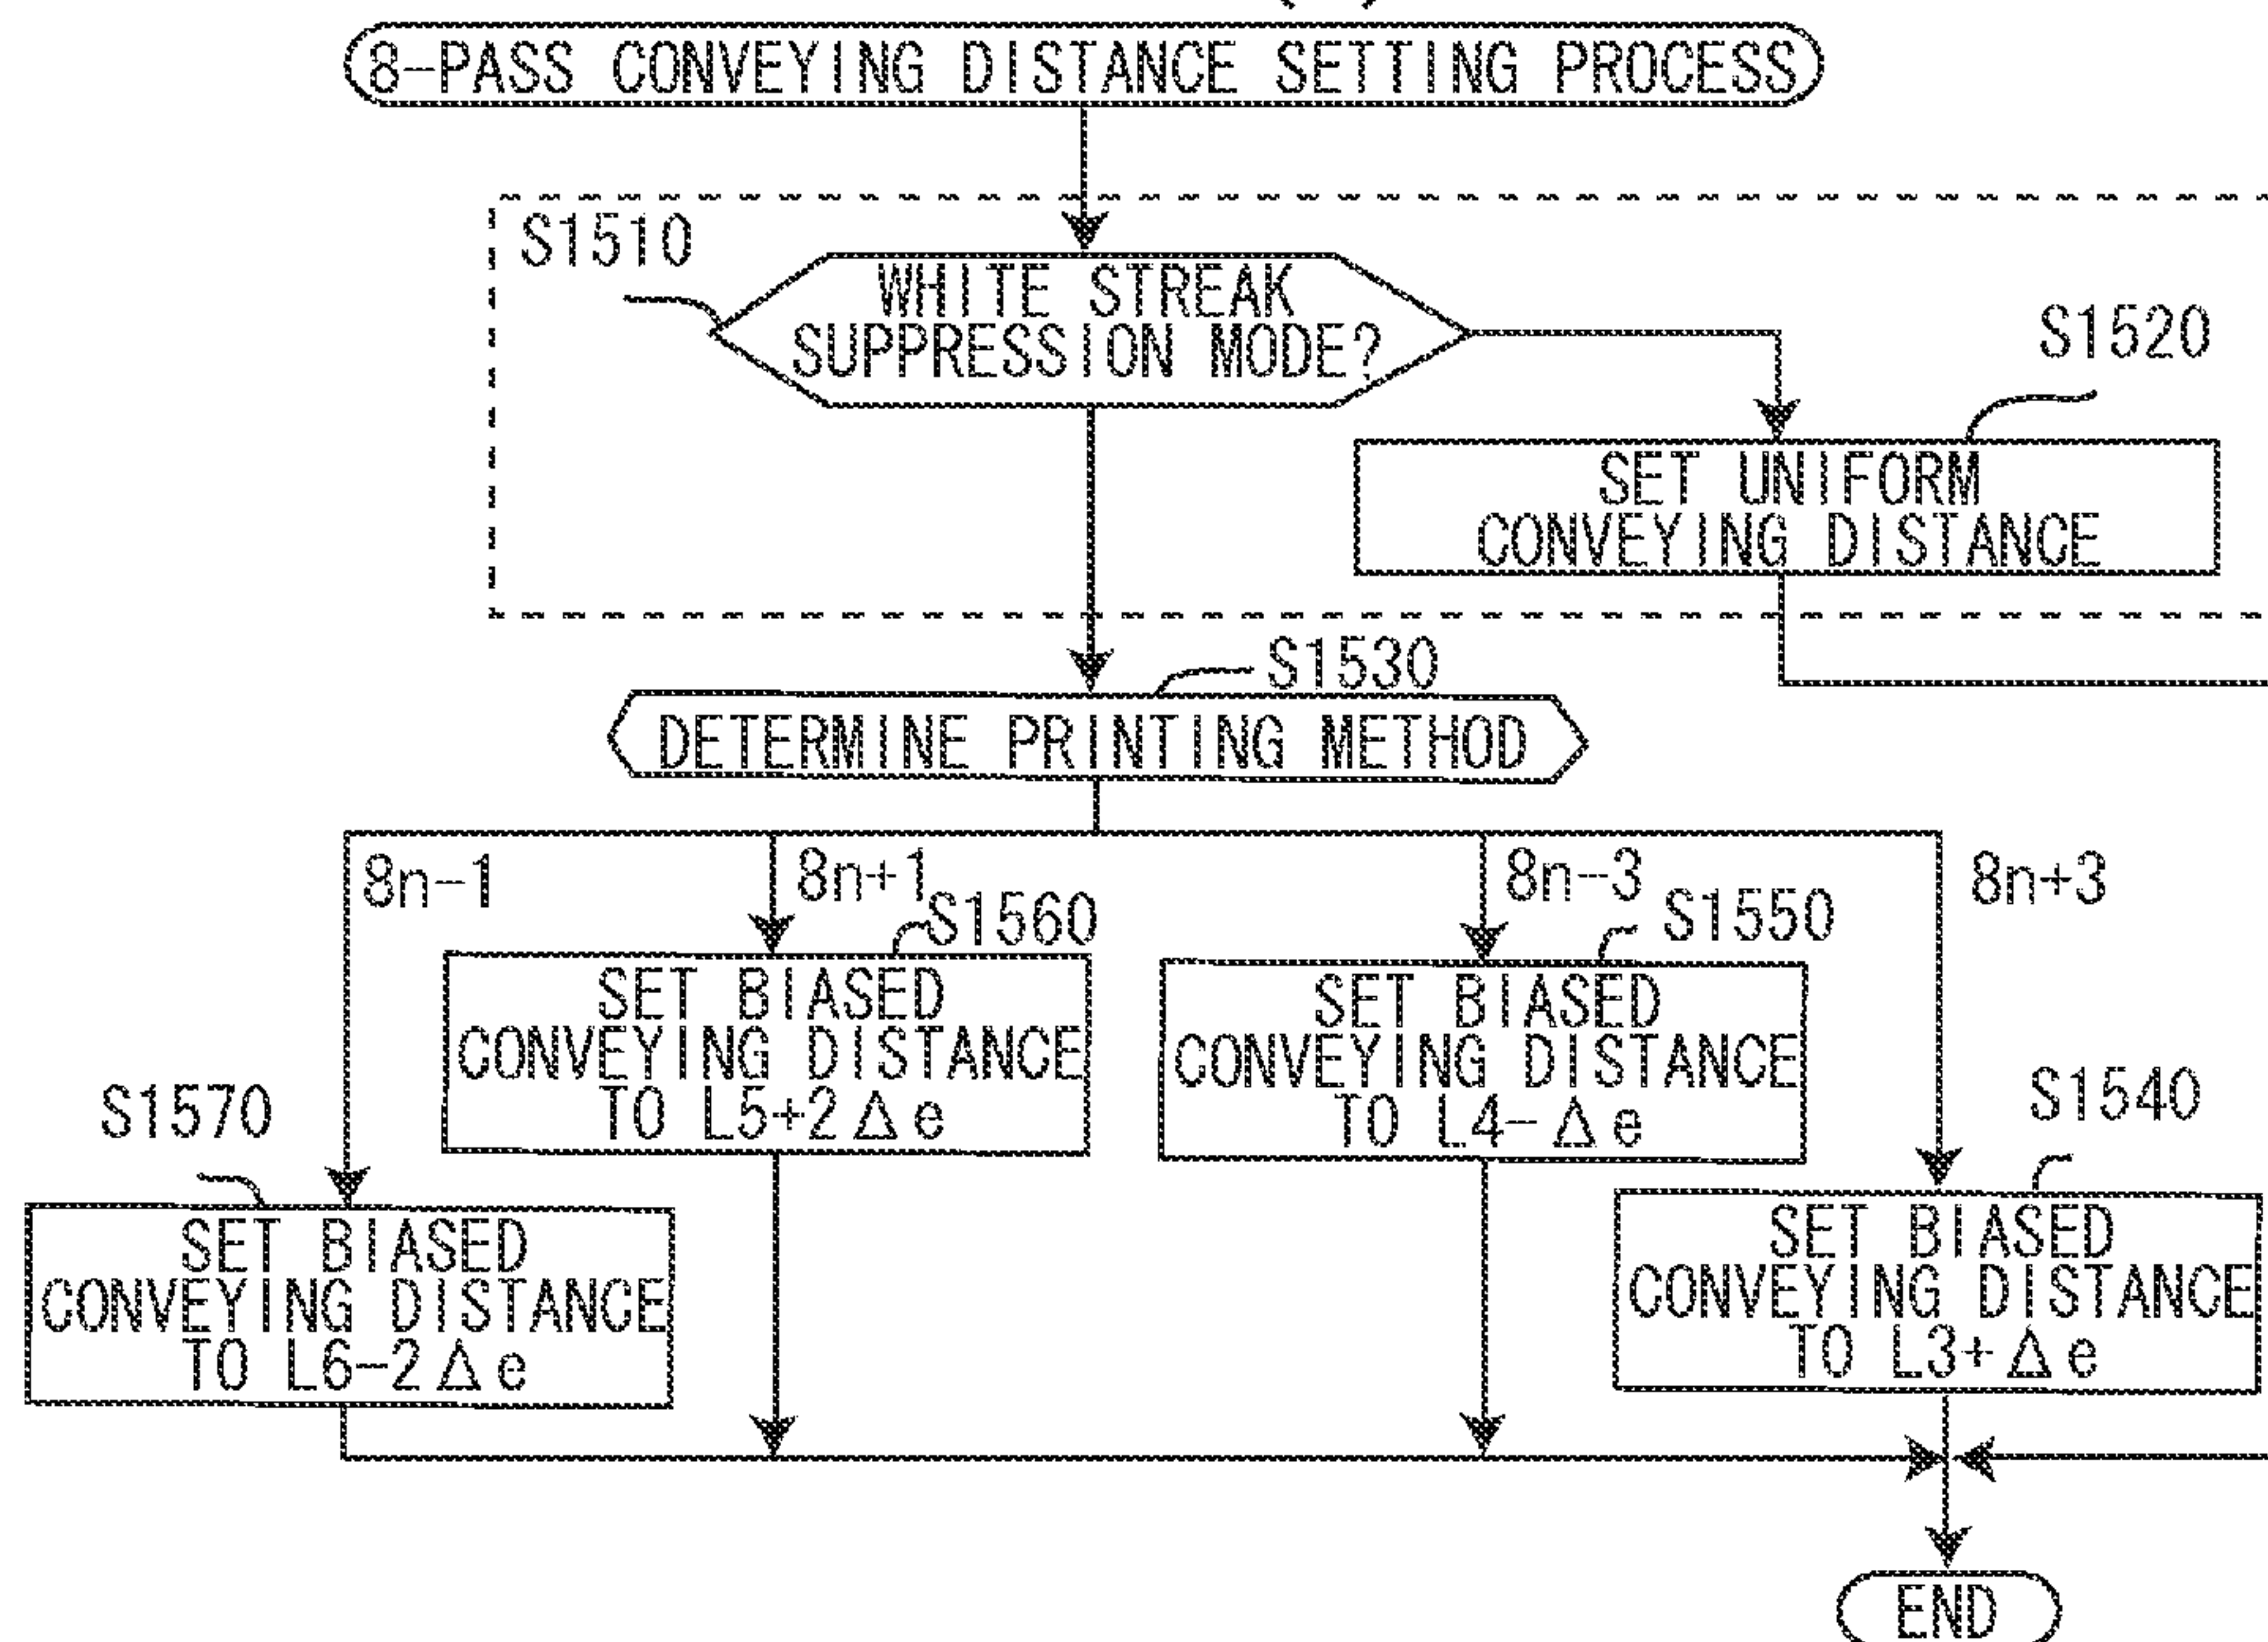 8-PASS CONVEYING DISTANCE SETTING PROCESS
S1510
WHITE STREAK
SUPPRESSION MODE?
S1520
SET UNIFORM
CONVEYING DISTANCE
S1530
DETERMINE PRINTING METHOD
8n-1
8n+1
8n-3
8n+3
S1560
SET BIASED
CONVEYING DISTANCE
TO L5+2Δe
S1550
SET BIASED
CONVEYING DISTANCE
TO L4-Δe
S1570
SET BIASED
CONVEYING DISTANCE
TO L6-2Δe
S1540
SET BIASED
CONVEYING DISTANCE
TO L3+Δe
END